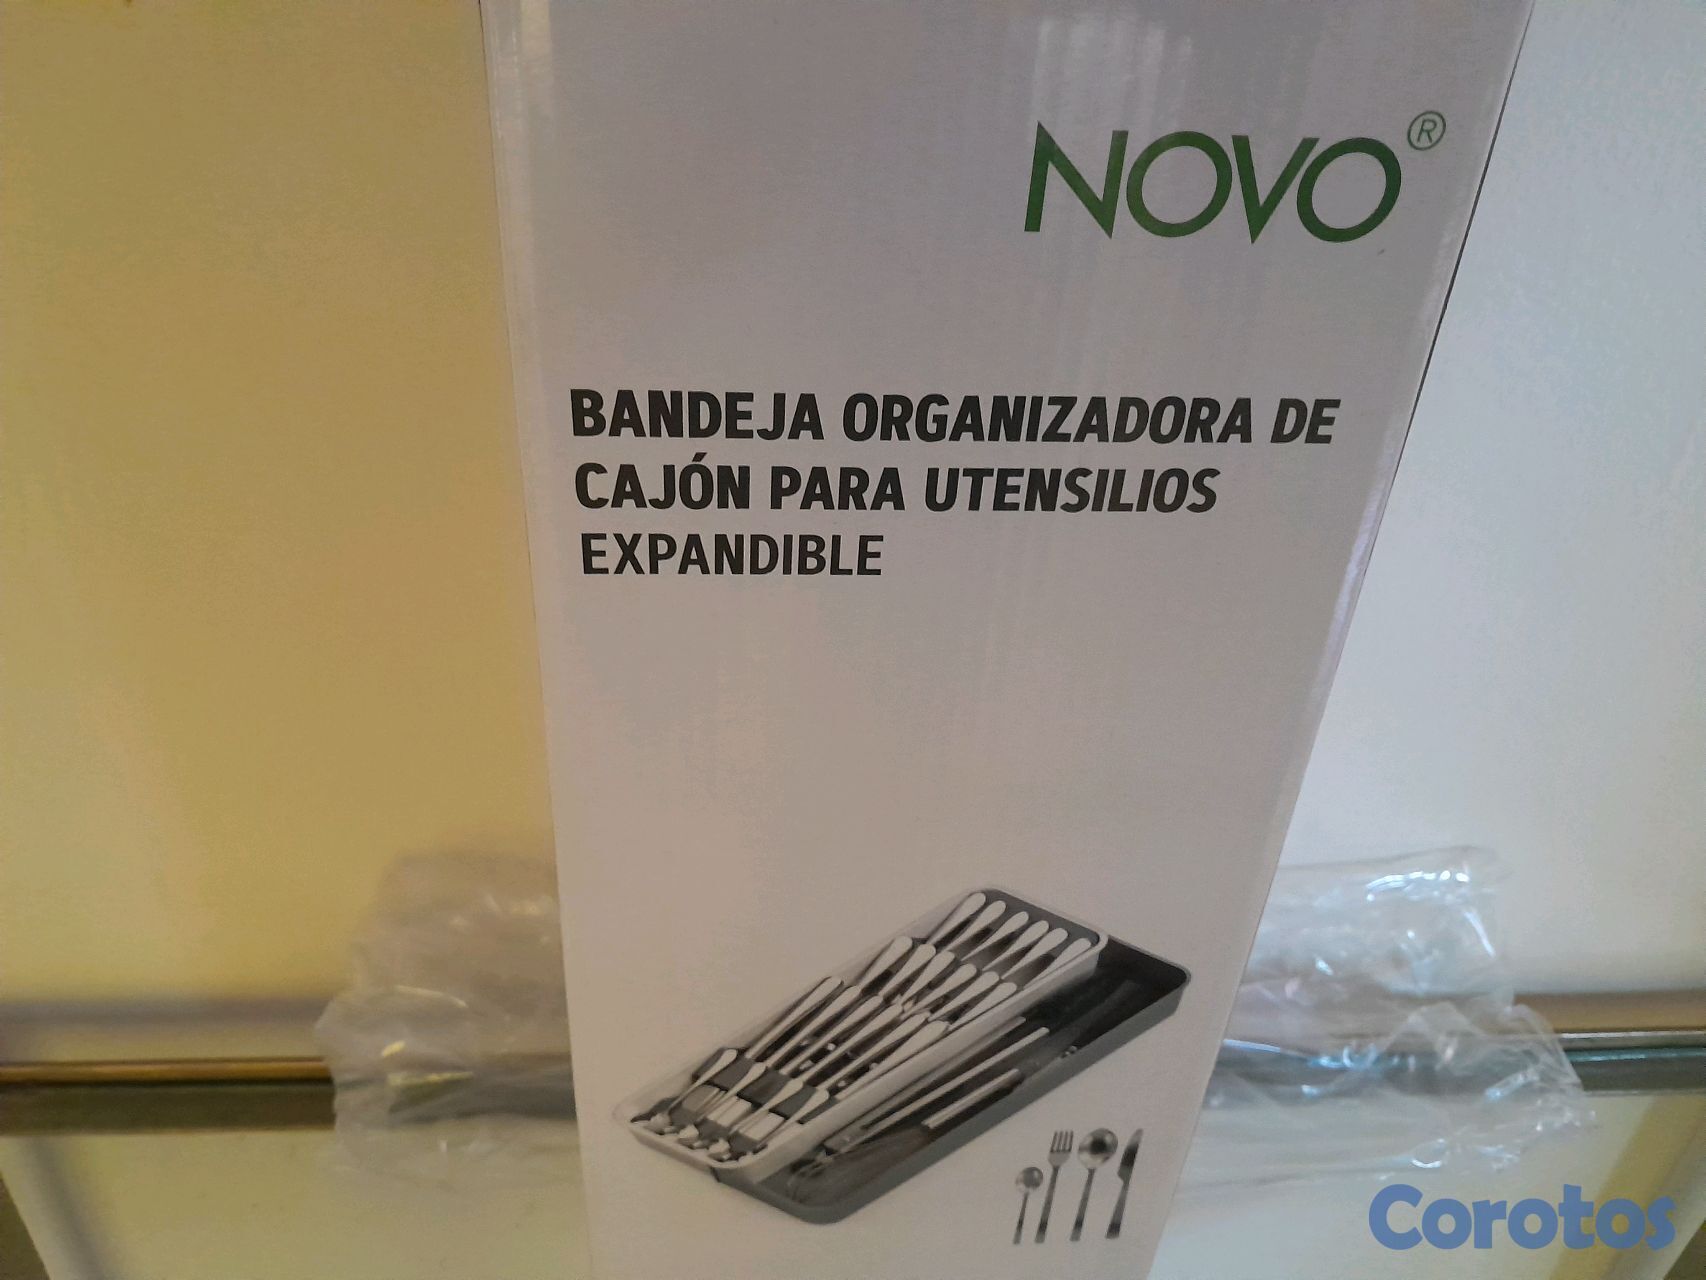 NOVO®
BANDEJA ORGANIZADORA DE
CAJÓN PARA UTENSILIOS
EXPANDIBLE
Corotos